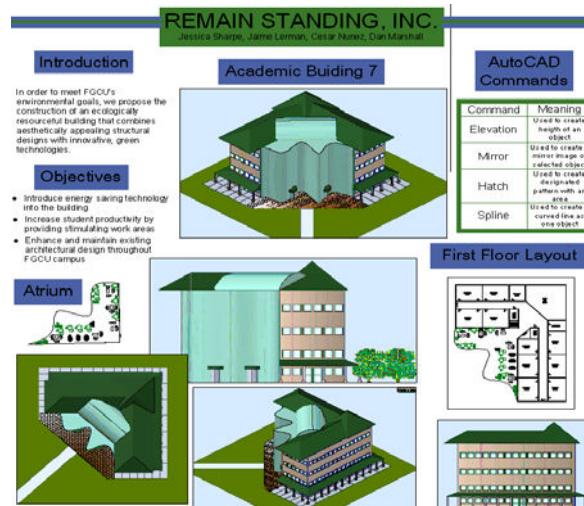 REMAIN STANDING, INC.
Jessica Sharpe, Jaime Lerman, Cesar Nunez, Dan Marshall
Introduction
In order to meet FGCU's
environmental goals, we propose the
construction of an ecologically
resourceful building that combines
aesthetically appealing structural
designs with innovative, green
technologies.
Objectives
• Introduce energy saving technology
into the building
• Increase student productivity by
providing stimulating work areas
• Enhance and maintain existing
architectural design throughout
FGCU campus
Atrium
Academic Buiding 7
AutoCAD
Commands
Command Meaning
Elevation
Used to create
heigth of an
object
Mirror
Used to create
mirror image o
selected objec
Hatch
Used to create
designated
pattern with an
area
Spline
Used to create
curved line as
one object
First Floor Layout